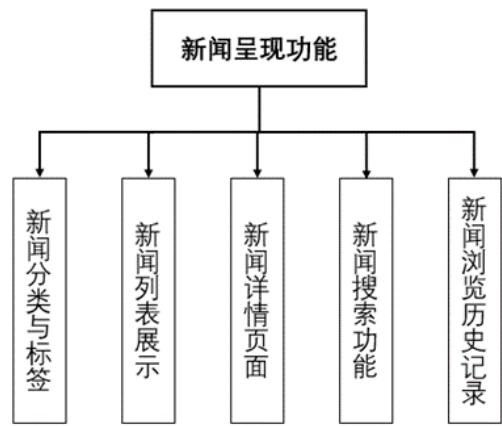 新闻呈现功能
新闻分类与标签
新闻列表展示
新闻详情页面
新闻搜索功能
新闻浏览历史记录